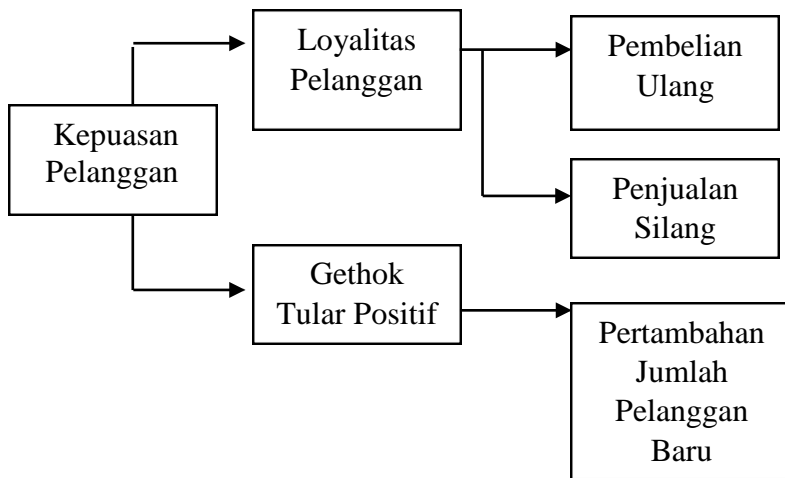 Kepuasan
Pelanggan
Loyalitas
Pelanggan
Pembelian
Ulang
Penjualan
Silang
Gethok
Tular Positif
Pertambahan
Jumlah
Pelanggan
Baru